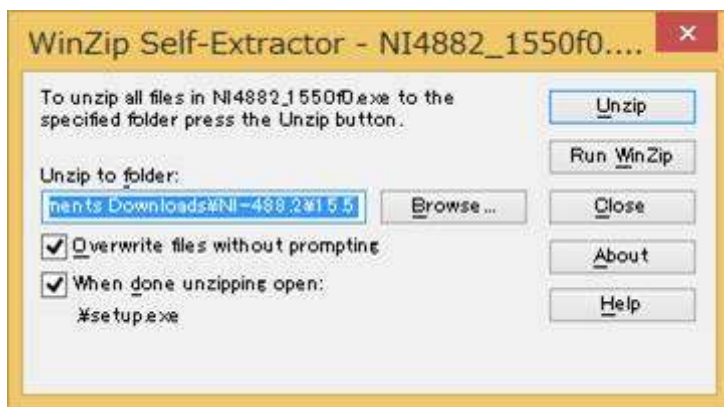 WinZip Self-Extractor - NI4882_1550f0....
To unzip all files in NI4882_1550f0.exe to the
specified folder press the Unzip button.
Unzip to folder:
ments Downloads¥NI-488.2¥15.5
Browse...
Overwrite files without prompting
When done unzipping open:
¥setup.exe
Unzip
Run WinZip
Close
About
Help